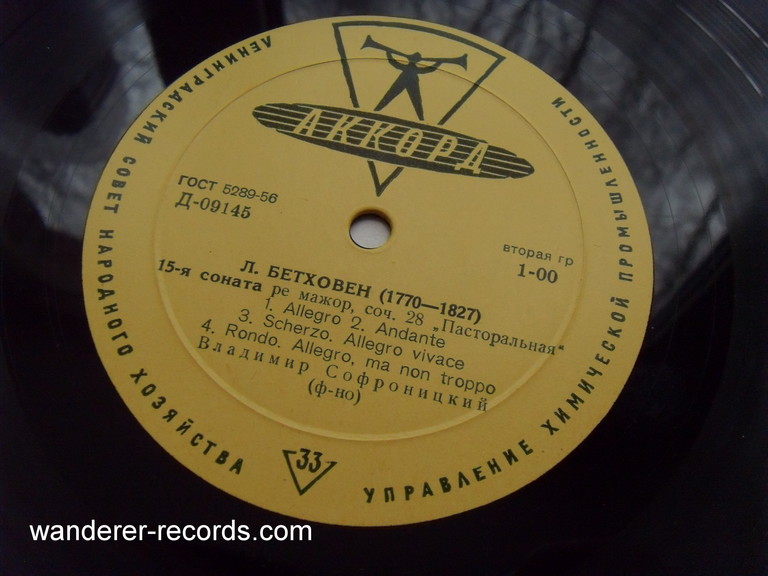 ЛЕНИНГРАДСКИЙ СОВЕТ НАРОДНОГО ХОЗЯЙСТВА
УПРАВЛЕНИЕ ХИМИЧЕСКОЙ ПРОМЫШЛЕННОСТИ
АККОРД
ГОСТ 5289-56
Д-09145
вторая гр
1-00
Л. БЕТХОВЕН (1770—1827)
15-я соната ре мажор, соч. 28 „Пасторальная“
1. Allegro 2. Andante
3. Scherzo. Allegro vivace
4. Rondo. Allegro, ma non troppo
Владимир Софроницкий
(ф-но)
33
wanderer-records.com